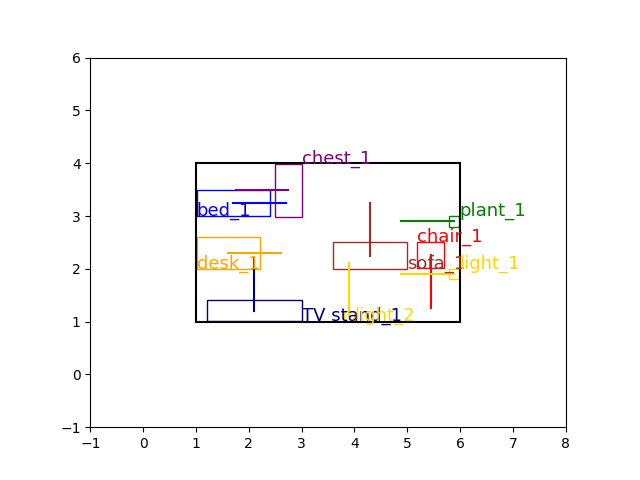 6
5
4
3
2
1
0
−1
chest_1
bed_1
plant_1
chair_1
desk_1
sofa_1
light_1
TV stand_1
light_2
−1 0 1 2 3 4 5 6 7 8